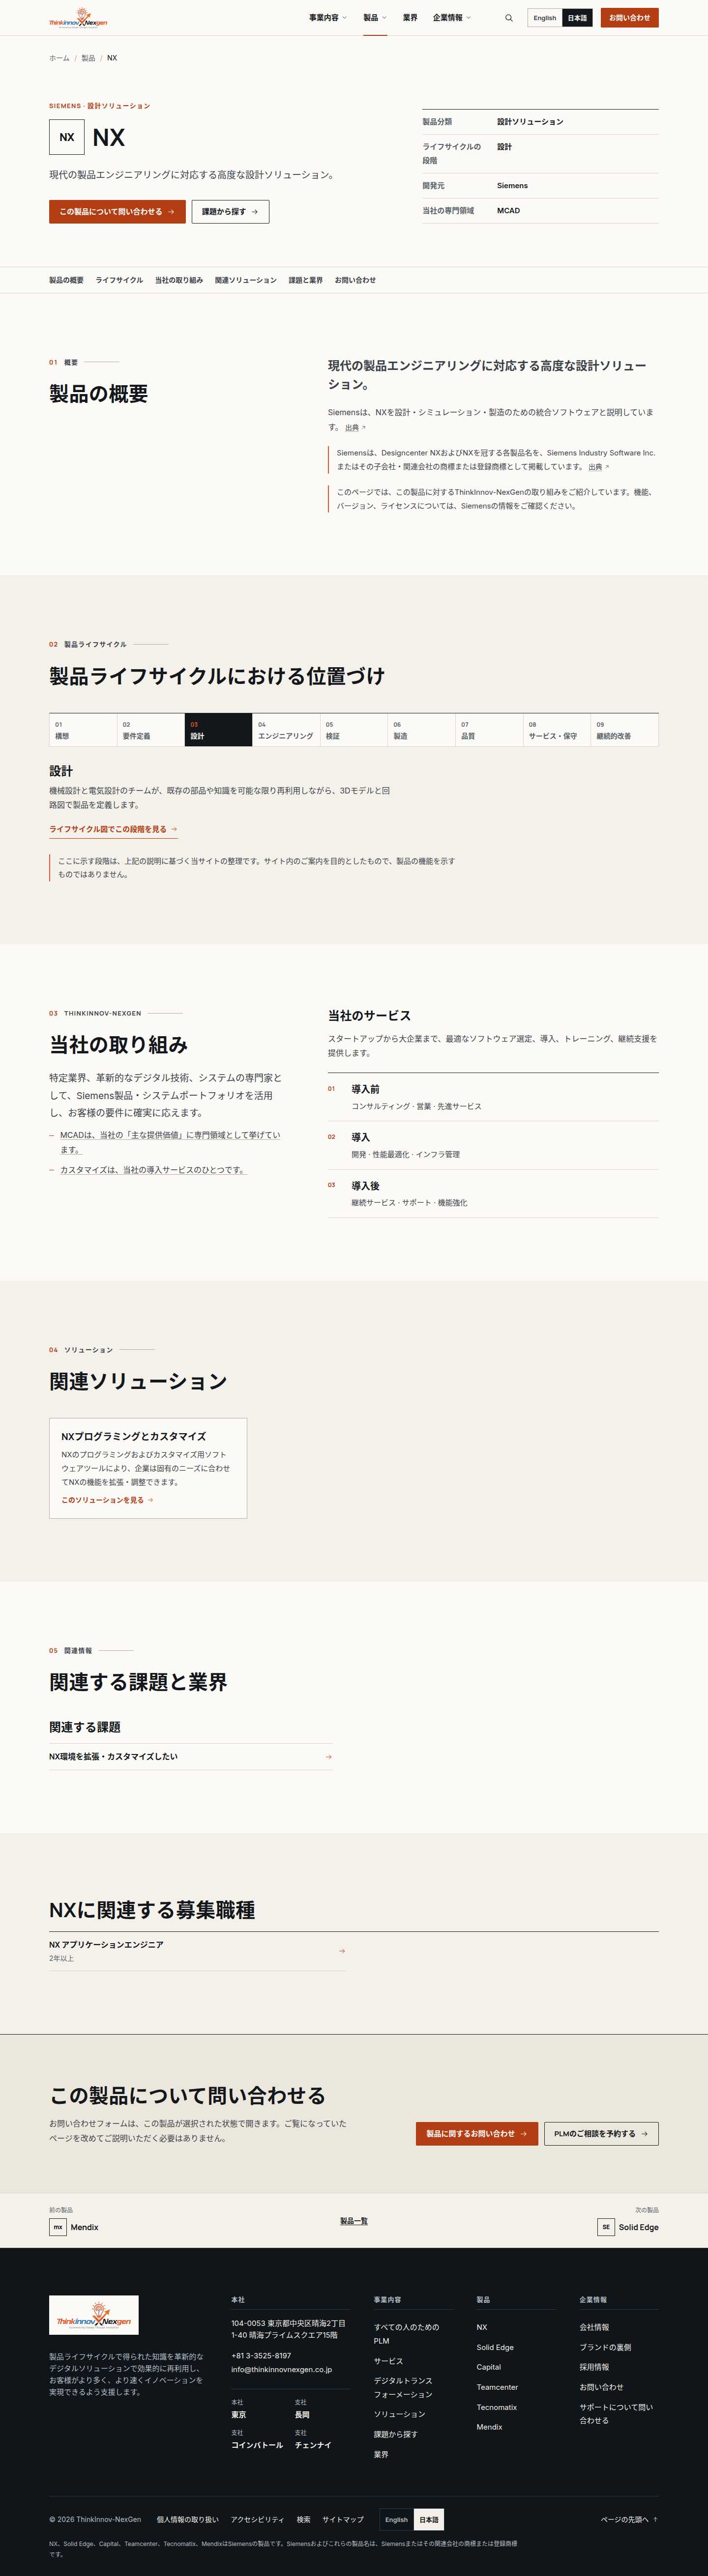 Thinkinnov-Nexgen
事業内容
製品
業界
企業情報
English
日本語
お問い合わせ
ホーム / 製品 / NX
SIEMENS · 設計ソリューション
NX
NX
現代の製品エンジニアリングに対応する高度な設計ソリューション。
この製品について問い合わせる →
課題から探す →
製品分類 設計ソリューション
ライフサイクルの
段階
設計
開発元 Siemens
当社の専門領域 MCAD
製品の概要 ライフサイクル 当社の取り組み 関連ソリューション 課題と業界 お問い合わせ
01 概要
製品の概要
現代の製品エンジニアリングに対応する高度な設計ソリュー
ション。
Siemensは、NXを設計・シミュレーション・製造のための統合ソフトウェアと説明していま
す。 出典 ↗
Siemensは、Designcenter NXおよびNXを冠する各製品名を、Siemens Industry Software Inc.
またはその子会社・関連会社の商標または登録商標として掲載しています。 出典 ↗
このページでは、この製品に対するThinkInnov-NexGenの取り組みをご紹介しています。機能、
バージョン、ライセンスについては、Siemensの情報をご確認ください。
02 製品ライフサイクル
製品ライフサイクルにおける位置づけ
01
構想
02
要件定義
03
設計
04
エンジニアリング
05
検証
06
製造
07
品質
08
サービス・保守
09
継続的改善
設計
機械設計と電気設計のチームが、既存の部品や知識を可能な限り再利用しながら、3Dモデルと回
路図で製品を定義します。
ライフサイクル図でこの段階を見る →
ここに示す段階は、上記の説明に基づく当サイトの整理です。サイト内のご案内を目的としたもので、製品の機能を示す
ものではありません。
03 THINKINNOV-NEXGEN
当社の取り組み
特定業界、革新的なデジタル技術、システムの専門家と
して、Siemens製品・システムポートフォリオを活用
し、お客様の要件に確実に応えます。
MCADは、当社の「主な提供価値」に専門領域として挙げてい
ます。
カスタマイズは、当社の導入サービスのひとつです。
当社のサービス
スタートアップから大企業まで、最適なソフトウェア選定、導入、トレーニング、継続支援を
提供します。
01 導入前
コンサルティング · 営業 · 先進サービス
02 導入
開発 · 性能最適化 · インフラ管理
03 導入後
継続サービス · サポート · 機能強化
04 ソリューション
関連ソリューション
NXプログラミングとカスタマイズ
NXのプログラミングおよびカスタマイズ用ソフト
ウェアツールにより、企業は固有のニーズに合わせ
てNXの機能を拡張・調整できます。
このソリューションを見る →
05 関連情報
関連する課題と業界
関連する課題
NX環境を拡張・カスタマイズしたい →
NXに関連する募集職種
NX アプリケーションエンジニア →
2年以上
この製品について問い合わせる
お問い合わせフォームは、この製品が選択された状態で開きます。ご覧になっていた
ページを改めてご説明いただく必要はありません。
製品に関するお問い合わせ →
PLMのご相談を予約する →
前の製品
mx Mendix
製品一覧
次の製品
SE Solid Edge
Thinkinnov-Nexgen
製品ライフサイクルで得られた知識を革新的な
デジタルソリューションで効果的に再利用し、
お客様がより多く、より速くイノベーションを
実現できるよう支援します。
本社
104-0053 東京都中央区晴海2丁目
1-40 晴海プライムスクエア15階
+81 3-3525-8197
info@thinkinnovnexgen.co.jp
本社
東京
支社
長岡
支社
コインバトール
支社
チェンナイ
事業内容
すべての人のための
PLM
サービス
デジタルトランス
フォーメーション
ソリューション
課題から探す
業界
製品
NX
Solid Edge
Capital
Teamcenter
Tecnomatix
Mendix
企業情報
会社情報
ブランドの裏側
採用情報
お問い合わせ
サポートについて問い
合わせる
© 2026 ThinkInnov-NexGen 個人情報の取り扱い アクセシビリティ 検索 サイトマップ English 日本語 ページの先頭へ ↑
NX、Solid Edge、Capital、Teamcenter、Tecnomatix、MendixはSiemensの製品です。Siemensおよびこれらの製品名は、Siemensまたはその関連会社の商標または登録商標
です。